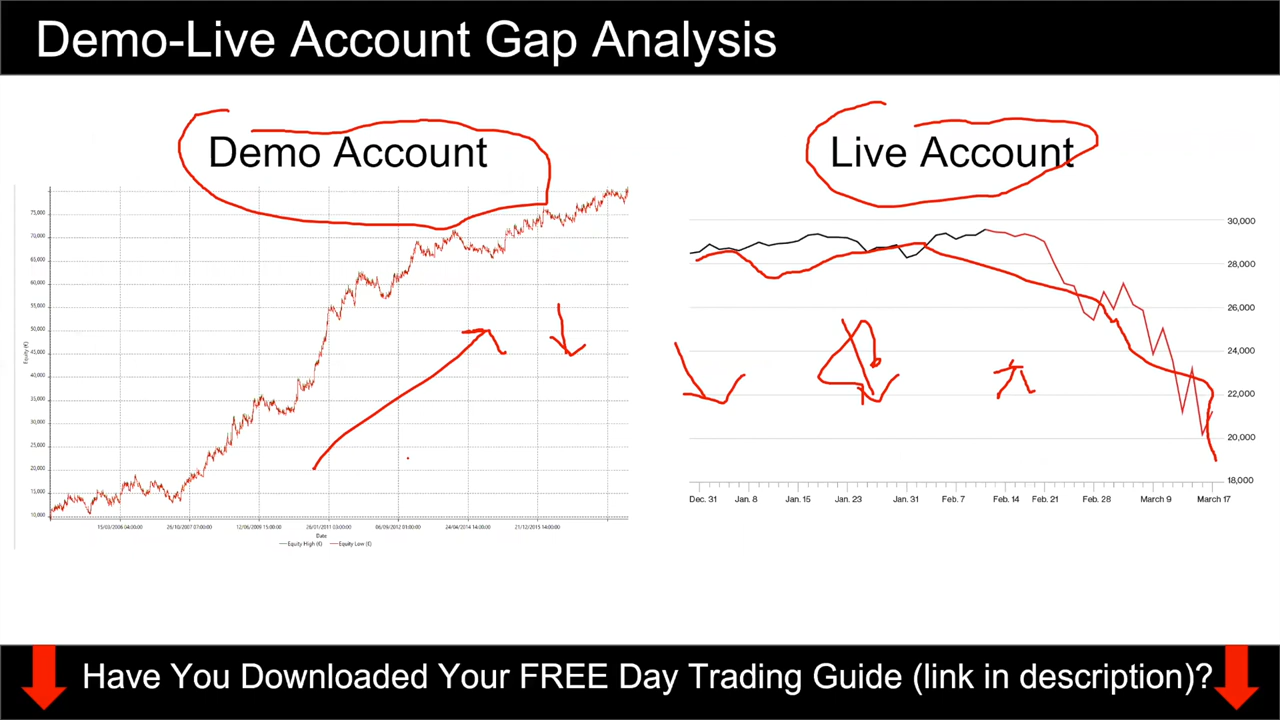 Demo-Live Account Gap Analysis
Demo Account
Live Account
75,000
70,000
65,000
60,000
55,000
50,000
45,000
40,000
35,000
30,000
25,000
20,000
15,000
10,000
Equity (€)
15/03/2006 04:00:00 26/10/2007 07:00:00 12/06/2009 15:00:00 26/01/2011 03:00:00 06/09/2012 01:00:00 24/04/2014 14:00:00 21/12/2015 14:00:00
Date
Equity High (€) Equity Low (€)
30,000
28,000
26,000
24,000
22,000
20,000
18,000
Dec. 31 Jan. 8 Jan. 15 Jan. 23 Jan. 31 Feb. 7 Feb. 14 Feb. 21 Feb. 28 March 9 March 17
Have You Downloaded Your FREE Day Trading Guide (link in description)?